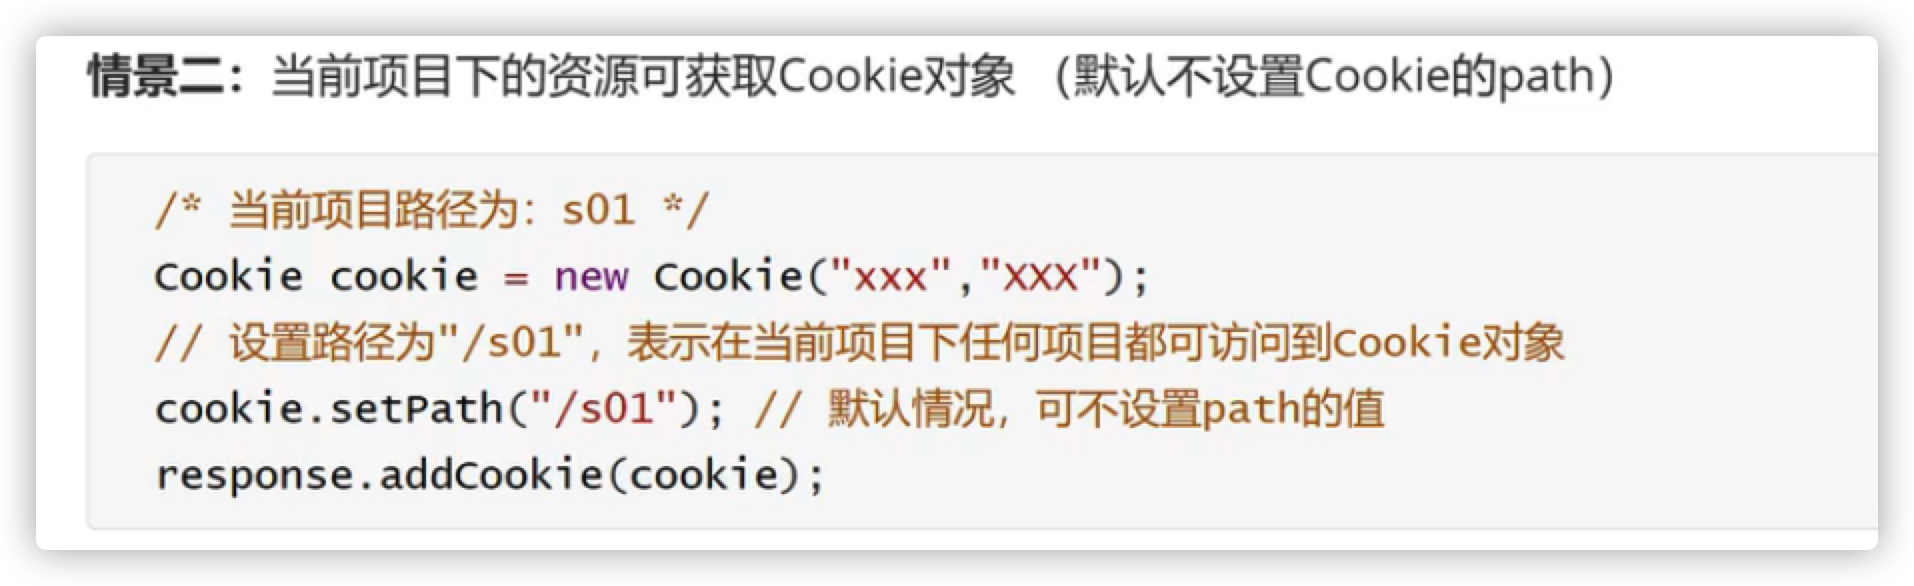 情景二：当前项目下的资源可获取Cookie对象 （默认不设置Cookie的path）
/* 当前项目路径为：s01 */
Cookie cookie = new Cookie("xxx","XXX");
// 设置路径为"/s01"，表示在当前项目下任何项目都可访问到Cookie对象
cookie.setPath("/s01"); // 默认情况，可不设置path的值
response.addCookie(cookie);